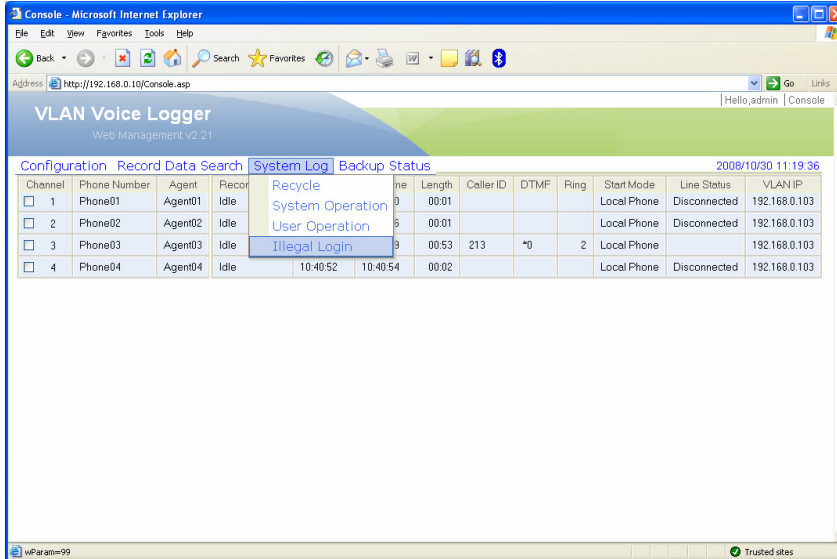 Console - Microsoft Internet Explorer
File Edit View Favorites Tools Help
Back Search Favorites
Address http://192.168.0.10/Console.asp Go Links
Hello,admin | Console
VLAN Voice Logger
Web Management v2.21
Configuration Record Data Search System Log Backup Status 2008/10/30 11:19:36
Channel Phone Number Agent Recor me Length Caller ID DTMF Ring Start Mode Line Status VLAN IP
1 Phone01 Agent01 Idle 0 00:01 Local Phone Disconnected 192.168.0.103
2 Phone02 Agent02 Idle 6 00:01 Local Phone Disconnected 192.168.0.103
3 Phone03 Agent03 Idle 9 00:53 213 *0 2 Local Phone Disconnected 192.168.0.103
4 Phone04 Agent04 Idle 10:40:52 10:40:54 00:02 Local Phone Disconnected 192.168.0.103
Recycle
System Operation
User Operation
Illegal Login
wParam=99 Trusted sites